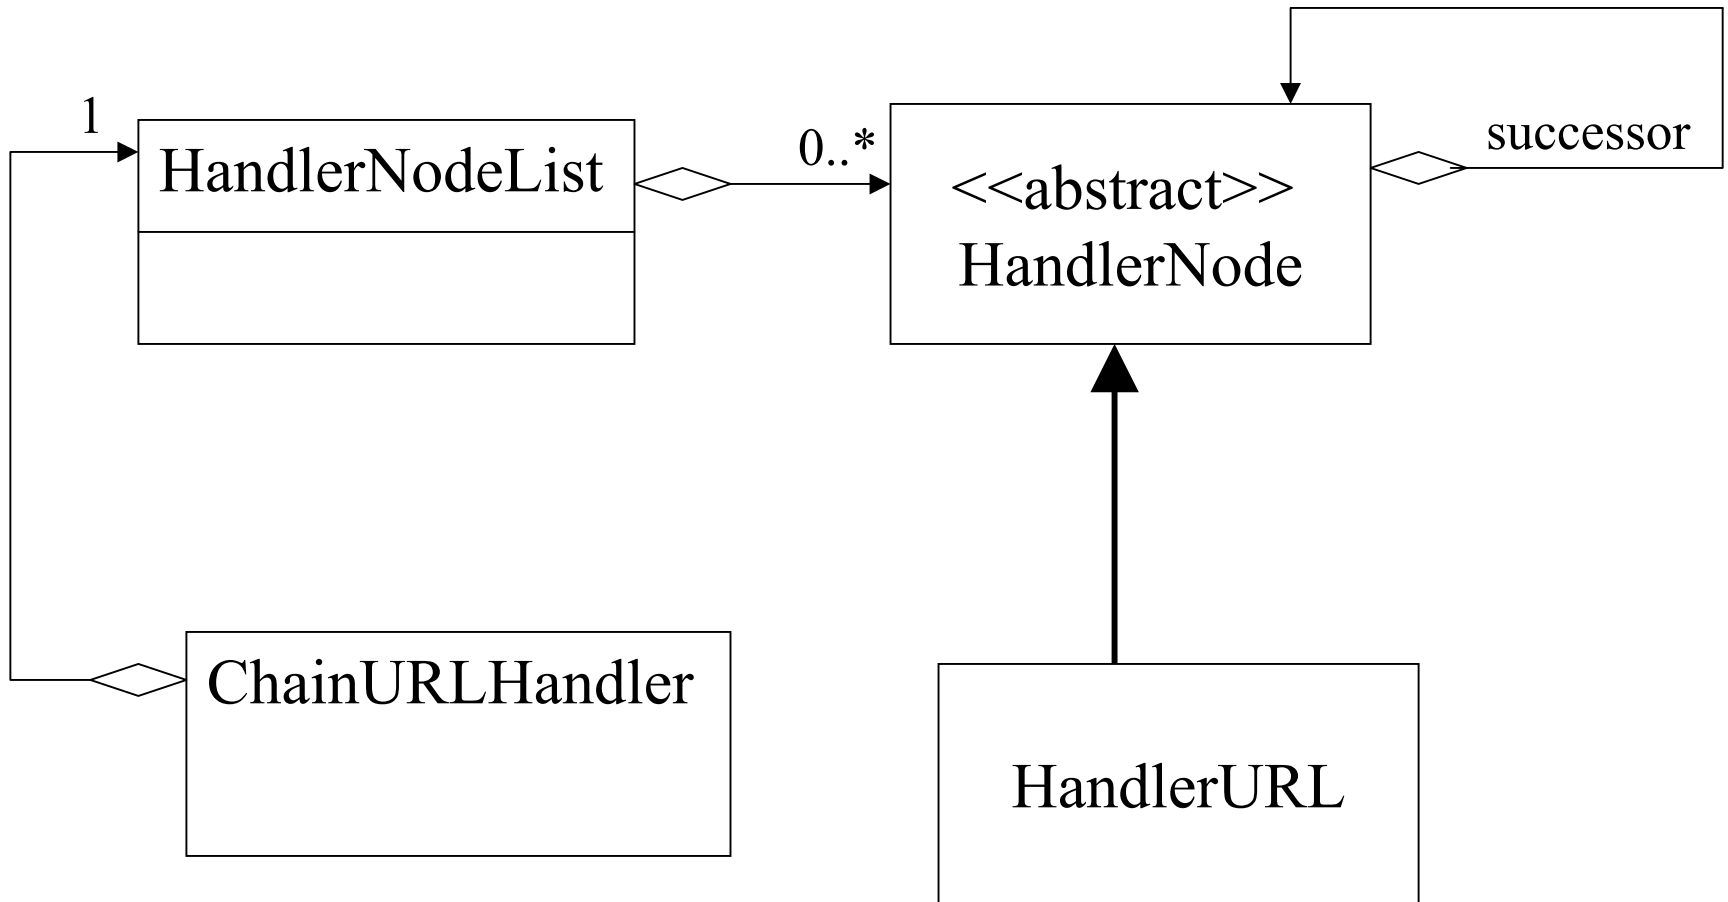 1
HandlerNodeList
0..*
<<abstract>>
HandlerNode
successor
ChainURLHandler
HandlerURL